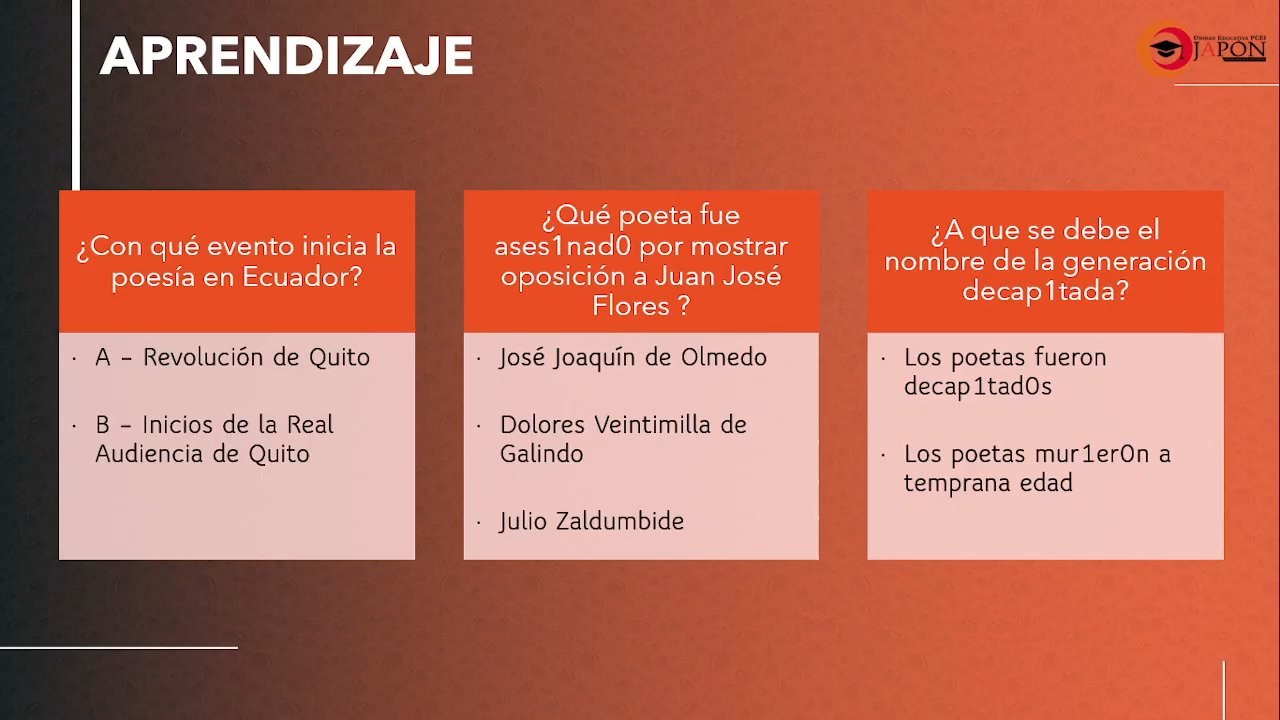 APRENDIZAJE
UNIDAD EDUCATIVA PCEI
JAPON
¿Con qué evento inicia la
poesía en Ecuador?
· A – Revolución de Quito
· B – Inicios de la Real
Audiencia de Quito
¿Qué poeta fue
ases1nad0 por mostrar
oposición a Juan José
Flores ?
· José Joaquín de Olmedo
· Dolores Veintimilla de
Galindo
· Julio Zaldumbide
¿A que se debe el
nombre de la generación
decap1tada?
· Los poetas fueron
decap1tad0s
· Los poetas mur1er0n a
temprana edad